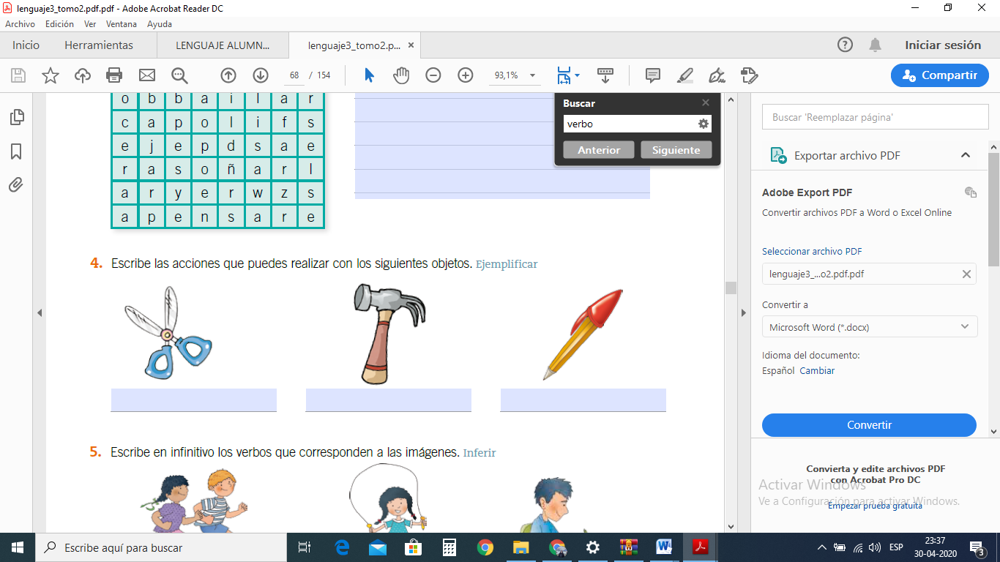 lenguaje3_tomo2.pdf.pdf - Adobe Acrobat Reader DC
Archivo Edición Ver Ventana Ayuda
Inicio Herramientas LENGUAJE ALUMN... lenguaje3_tomo2.p... Iniciar sesión
68 / 154 93,1% Compartir
o b b a i l a r
c a p o l i f s
e j e p d s a e
r a s o ñ a r l
a r y e r w z s
a p e n s a r e
Buscar
verbo
Anterior Siguiente
4. Escribe las acciones que puedes realizar con los siguientes objetos. Ejemplificar
5. Escribe en infinitivo los verbos que corresponden a las imágenes. Inferir
Buscar 'Reemplazar página'
Exportar archivo PDF
Adobe Export PDF
Convertir archivos PDF a Word o Excel Online
Seleccionar archivo PDF
lenguaje3_...o2.pdf.pdf
Convertir a
Microsoft Word (*.docx)
Idioma del documento:
Español Cambiar
Convertir
Convierta y edite archivos PDF
con Acrobat Pro DC
Activar Windows
Ve a Configuración para activar Windows.
Empezar prueba gratuita
Escribe aquí para buscar
ESP
23:37
30-04-2020
3